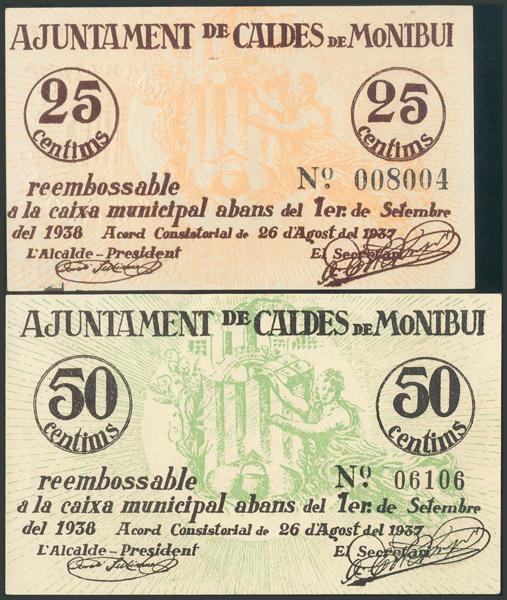 AJUNTAMENT DE CALDES DE MONTBUI
25 25
centims centims
Nº. 008004
reembossable
a la caixa municipal abans del 1er. de Setembre
del 1938 Acord Consistorial de 26 d'Agost del 1937
L'Alcalde-President El Secretari
AJUNTAMENT DE CALDES DE MONTBUI
50 50
centims centims
Nº. 06106
reembossable
a la caixa municipal abans del 1er. de Setembre
del 1938 Acord Consistorial de 26 d'Agost del 1937
L'Alcalde-President El Secretari